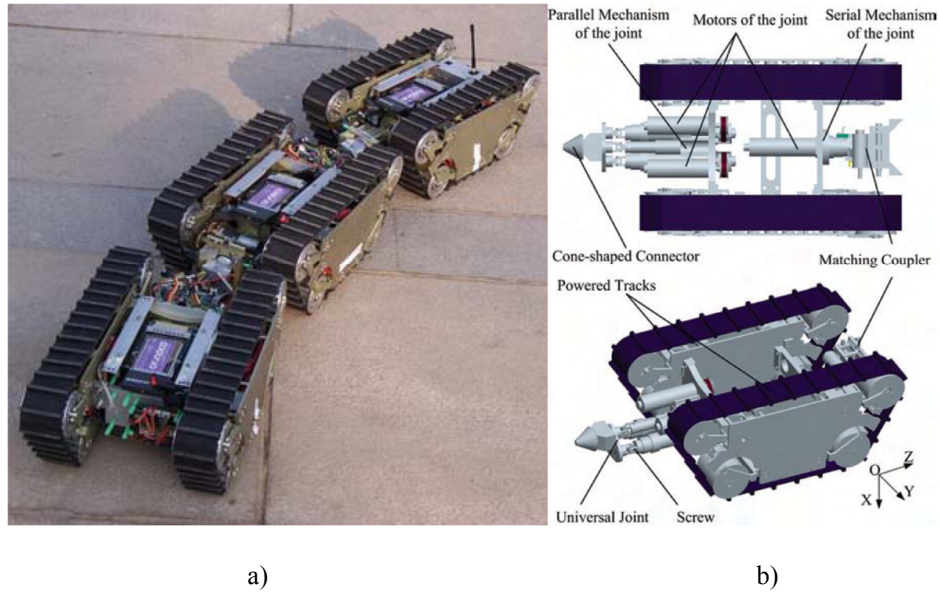 Parallel Mechanism
of the joint
Motors of the joint
Serial Mechanism
of the joint
Cone-shaped Connector
Matching Coupler
Powered Tracks
O
Z
X
Y
Universal Joint
Screw
a)
b)